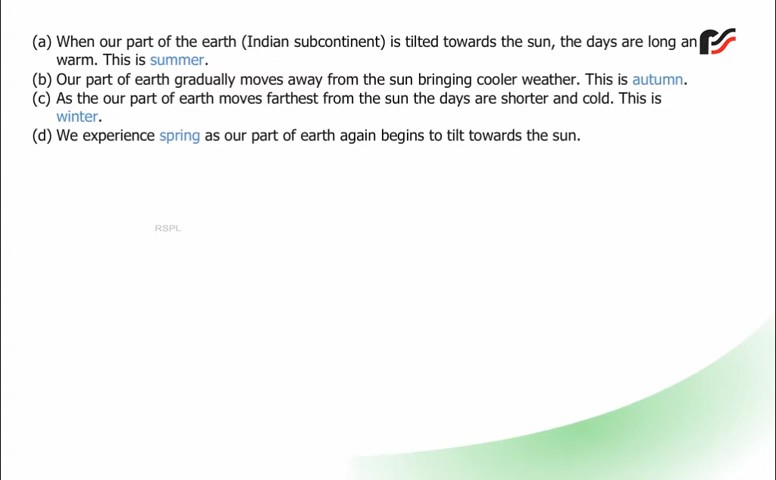 (a) When our part of the earth (Indian subcontinent) is tilted towards the sun, the days are long an
warm. This is summer.
(b) Our part of earth gradually moves away from the sun bringing cooler weather. This is autumn.
(c) As the our part of earth moves farthest from the sun the days are shorter and cold. This is
winter.
(d) We experience spring as our part of earth again begins to tilt towards the sun.
RSPL